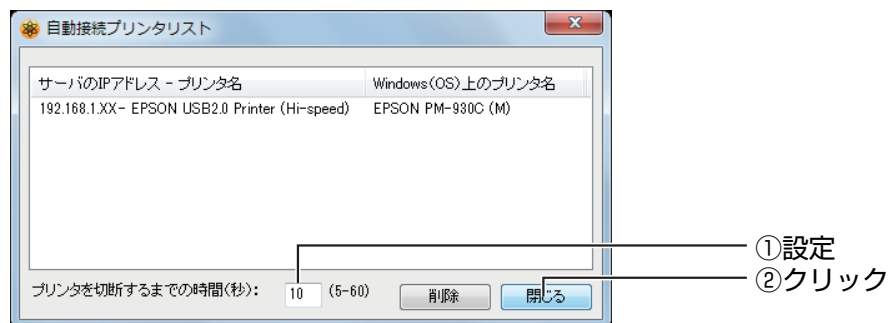 自動接続プリンタリスト
サーバのIPアドレス - プリンタ名 Windows(OS)上のプリンタ名
192.168.1.XX- EPSON USB2.0 Printer (Hi-speed) EPSON PM-930C (M)
①設定
プリンタを切断するまでの時間(秒): 10 (5-60) 削除 閉じる
②クリック